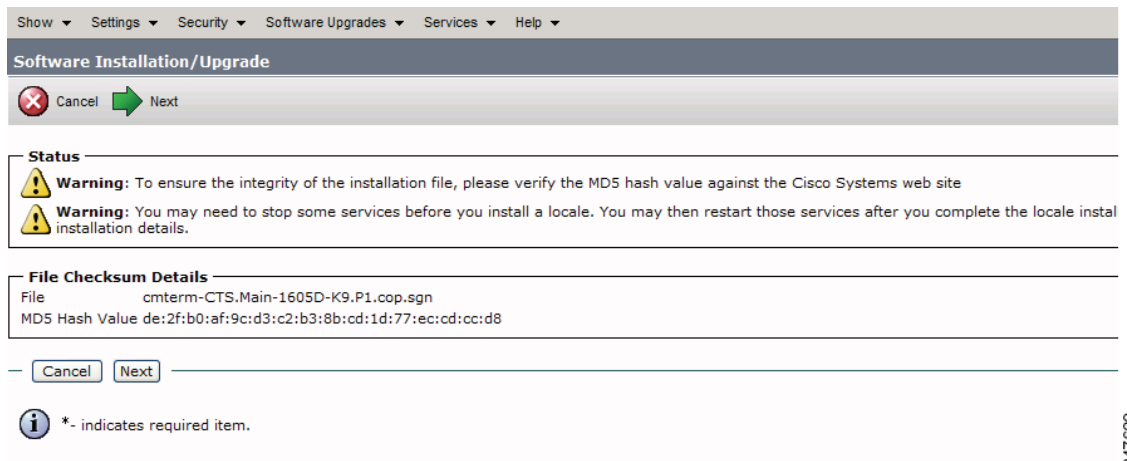 Show Settings Security Software Upgrades Services Help
Software Installation/Upgrade
Cancel Next
Status
Warning: To ensure the integrity of the installation file, please verify the MD5 hash value against the Cisco Systems web site
Warning: You may need to stop some services before you install a locale. You may then restart those services after you complete the locale instal
installation details.
File Checksum Details
File cmterm-CTS.Main-1605D-K9.P1.cop.sgn
MD5 Hash Value de:2f:b0:af:9c:d3:c2:b3:8b:cd:1d:77:ec:cd:cc:d8
Cancel Next
*- indicates required item.